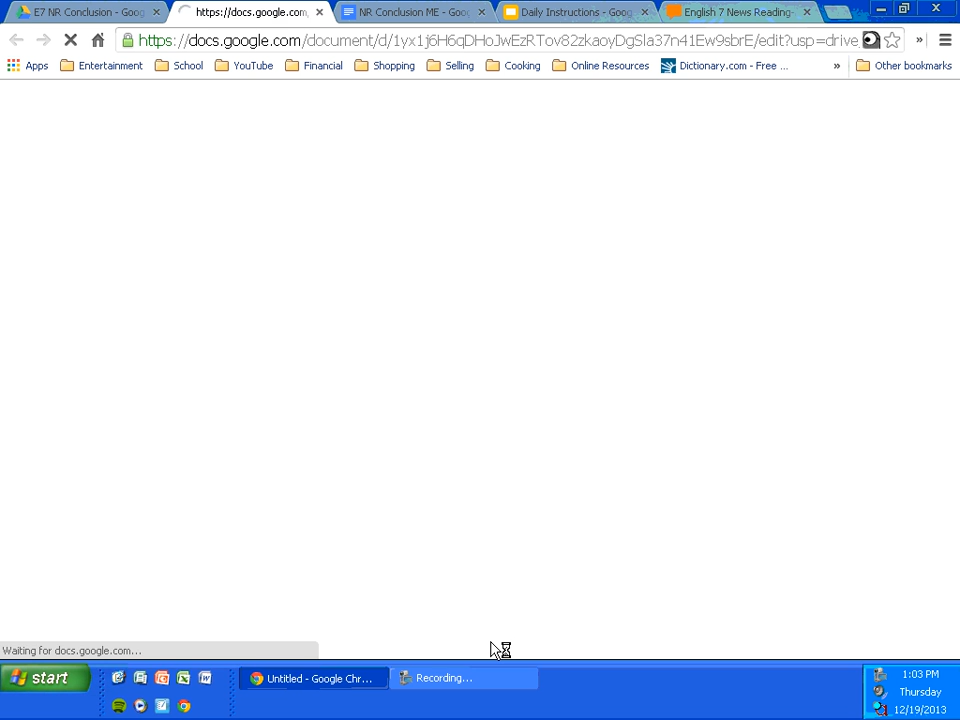 E7 NR Conclusion - Goog
https://docs.google.com,
NR Conclusion ME - Goo
Daily Instructions - Goog
English 7 News Reading-
https://docs.google.com/document/d/1yx1j6H6qDHoJwEzRTov82zkaoyDgSla37n41Ew9sbrE/edit?usp=drive_
Apps Entertainment School YouTube Financial Shopping Selling Cooking Online Resources Dictionary.com - Free ... » Other bookmarks
Waiting for docs.google.com...
start
Untitled - Google Chr...
Recording...
1:03 PM
Thursday
12/19/2013